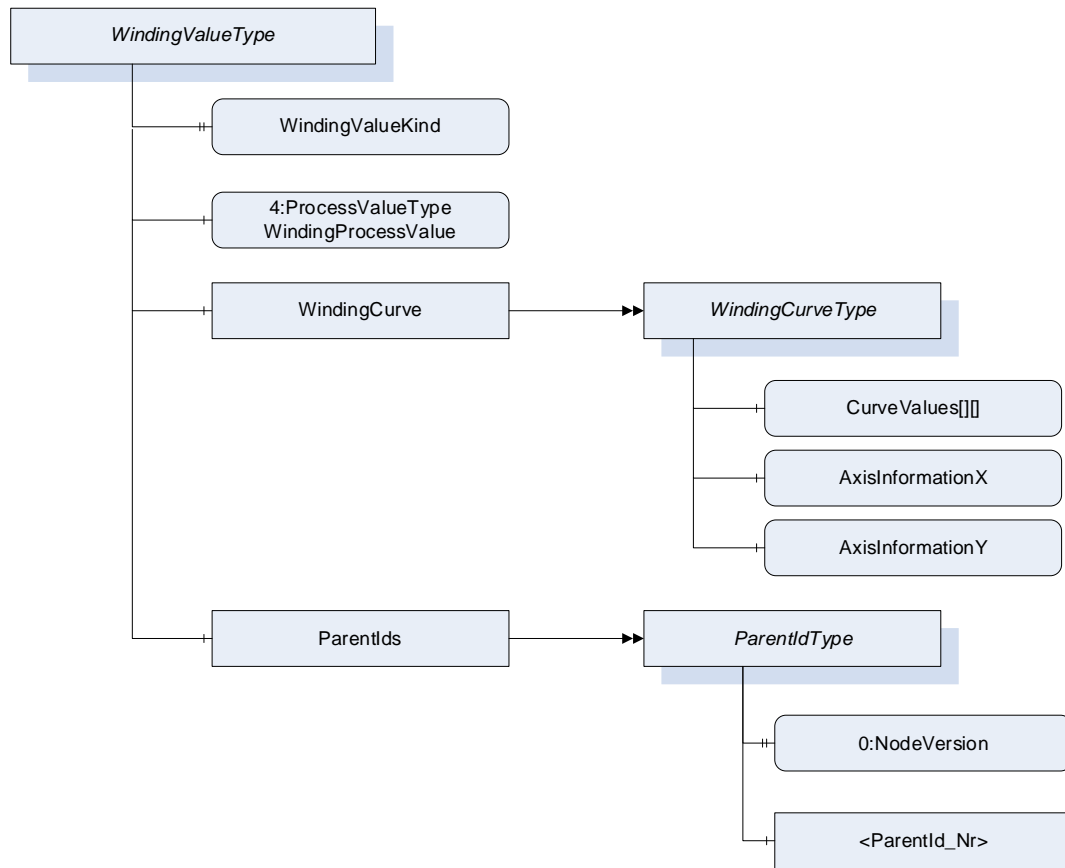 WindingValueType
WindingValueKind
4:ProcessValueType
WindingProcessValue
WindingCurve
WindingCurveType
CurveValues[][]
AxisInformationX
AxisInformationY
ParentIds
ParentIdType
0:NodeVersion
<ParentId_Nr>